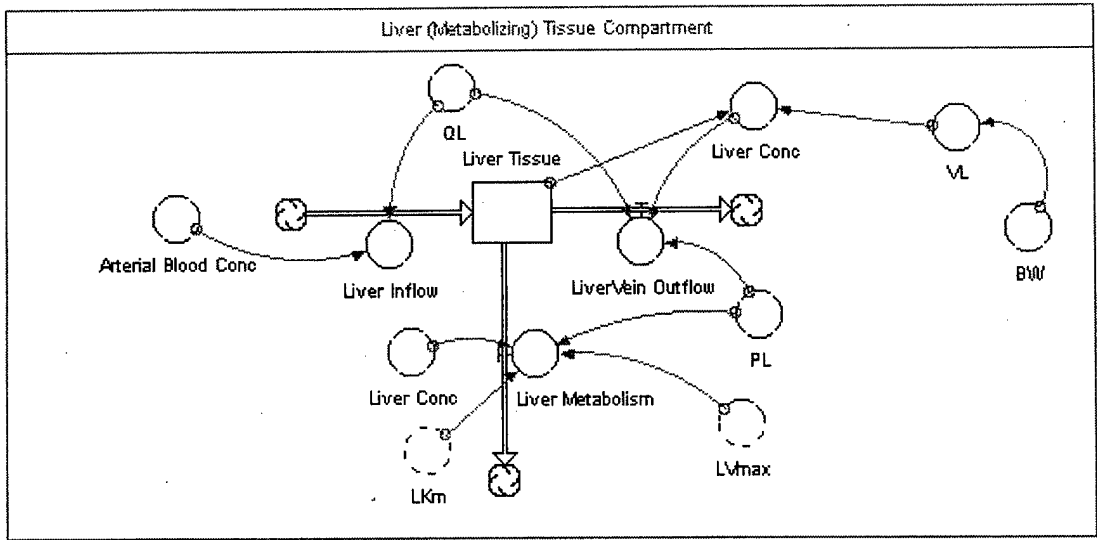 Liver (Metabolizing) Tissue Compartment
QL
Liver Conc
VL
Liver Tissue
Arterial Blood Conc
Liver Inflow
LiverVein Outflow
BW
PL
Liver Conc
Liver Metabolism
LKm
LVmax